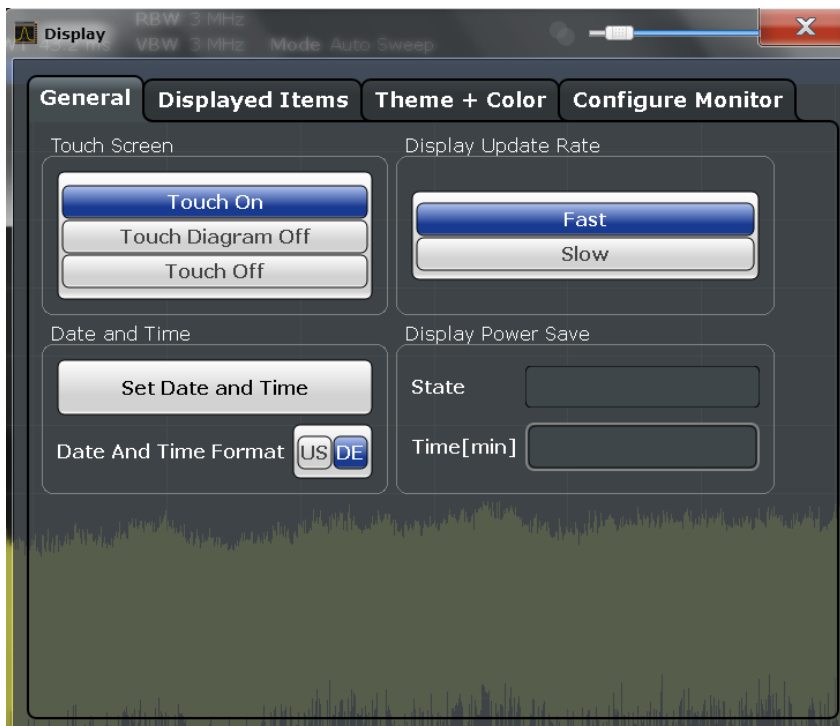 RBW 3 MHz
Display
VBW 3 MHz Mode Auto Sweep
General Displayed Items Theme + Color Configure Monitor
Touch Screen Display Update Rate
Touch On
Touch Diagram Off
Touch Off
Fast
Slow
Date and Time Display Power Save
Set Date and Time
State
Date And Time Format US DE
Time[min]